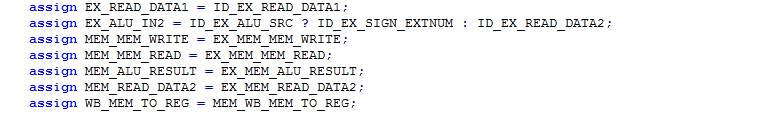 assign EX_READ_DATA1 = ID_EX_READ_DATA1;
assign EX_ALU_IN2 = ID_EX_ALU_SRC ? ID_EX_SIGN_EXTNUM : ID_EX_READ_DATA2;
assign MEM_MEM_WRITE = EX_MEM_MEM_WRITE;
assign MEM_MEM_READ = EX_MEM_MEM_READ;
assign MEM_ALU_RESULT = EX_MEM_ALU_RESULT;
assign MEM_READ_DATA2 = EX_MEM_READ_DATA2;
assign WB_MEM_TO_REG = MEM_WB_MEM_TO_REG;